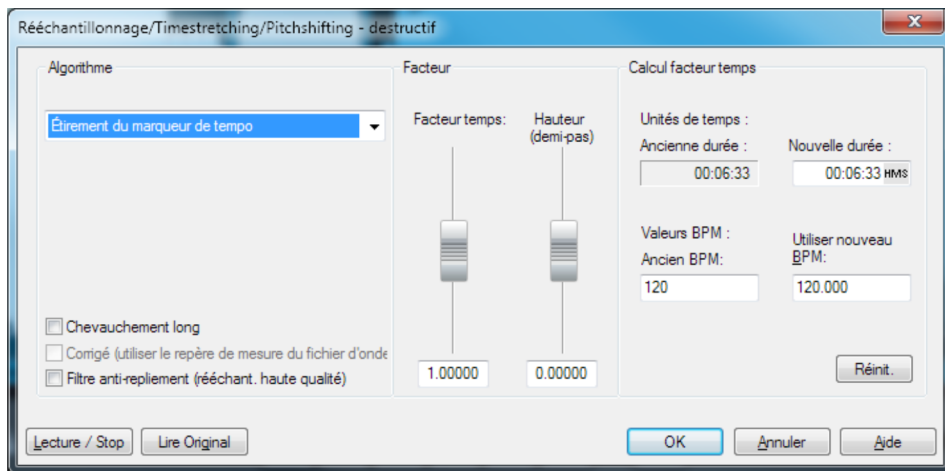 Rééchantillonnage/Timestretching/Pitchshifting - destructif
Algorithme
Étirement du marqueur de tempo
Chevauchement long
Corrigé (utiliser le repère de mesure du fichier d'onde
Filtre anti-repliement (rééchant. haute qualité)
Facteur
Facteur temps:
Hauteur
(demi-pas)
1.00000
0.00000
Calcul facteur temps
Unités de temps :
Ancienne durée :
Nouvelle durée :
00:06:33
00:06:33 HMS
Valeurs BPM :
Ancien BPM:
Utiliser nouveau
BPM:
120
120.000
Réinit.
Lecture / Stop
Lire Original
OK
Annuler
Aide